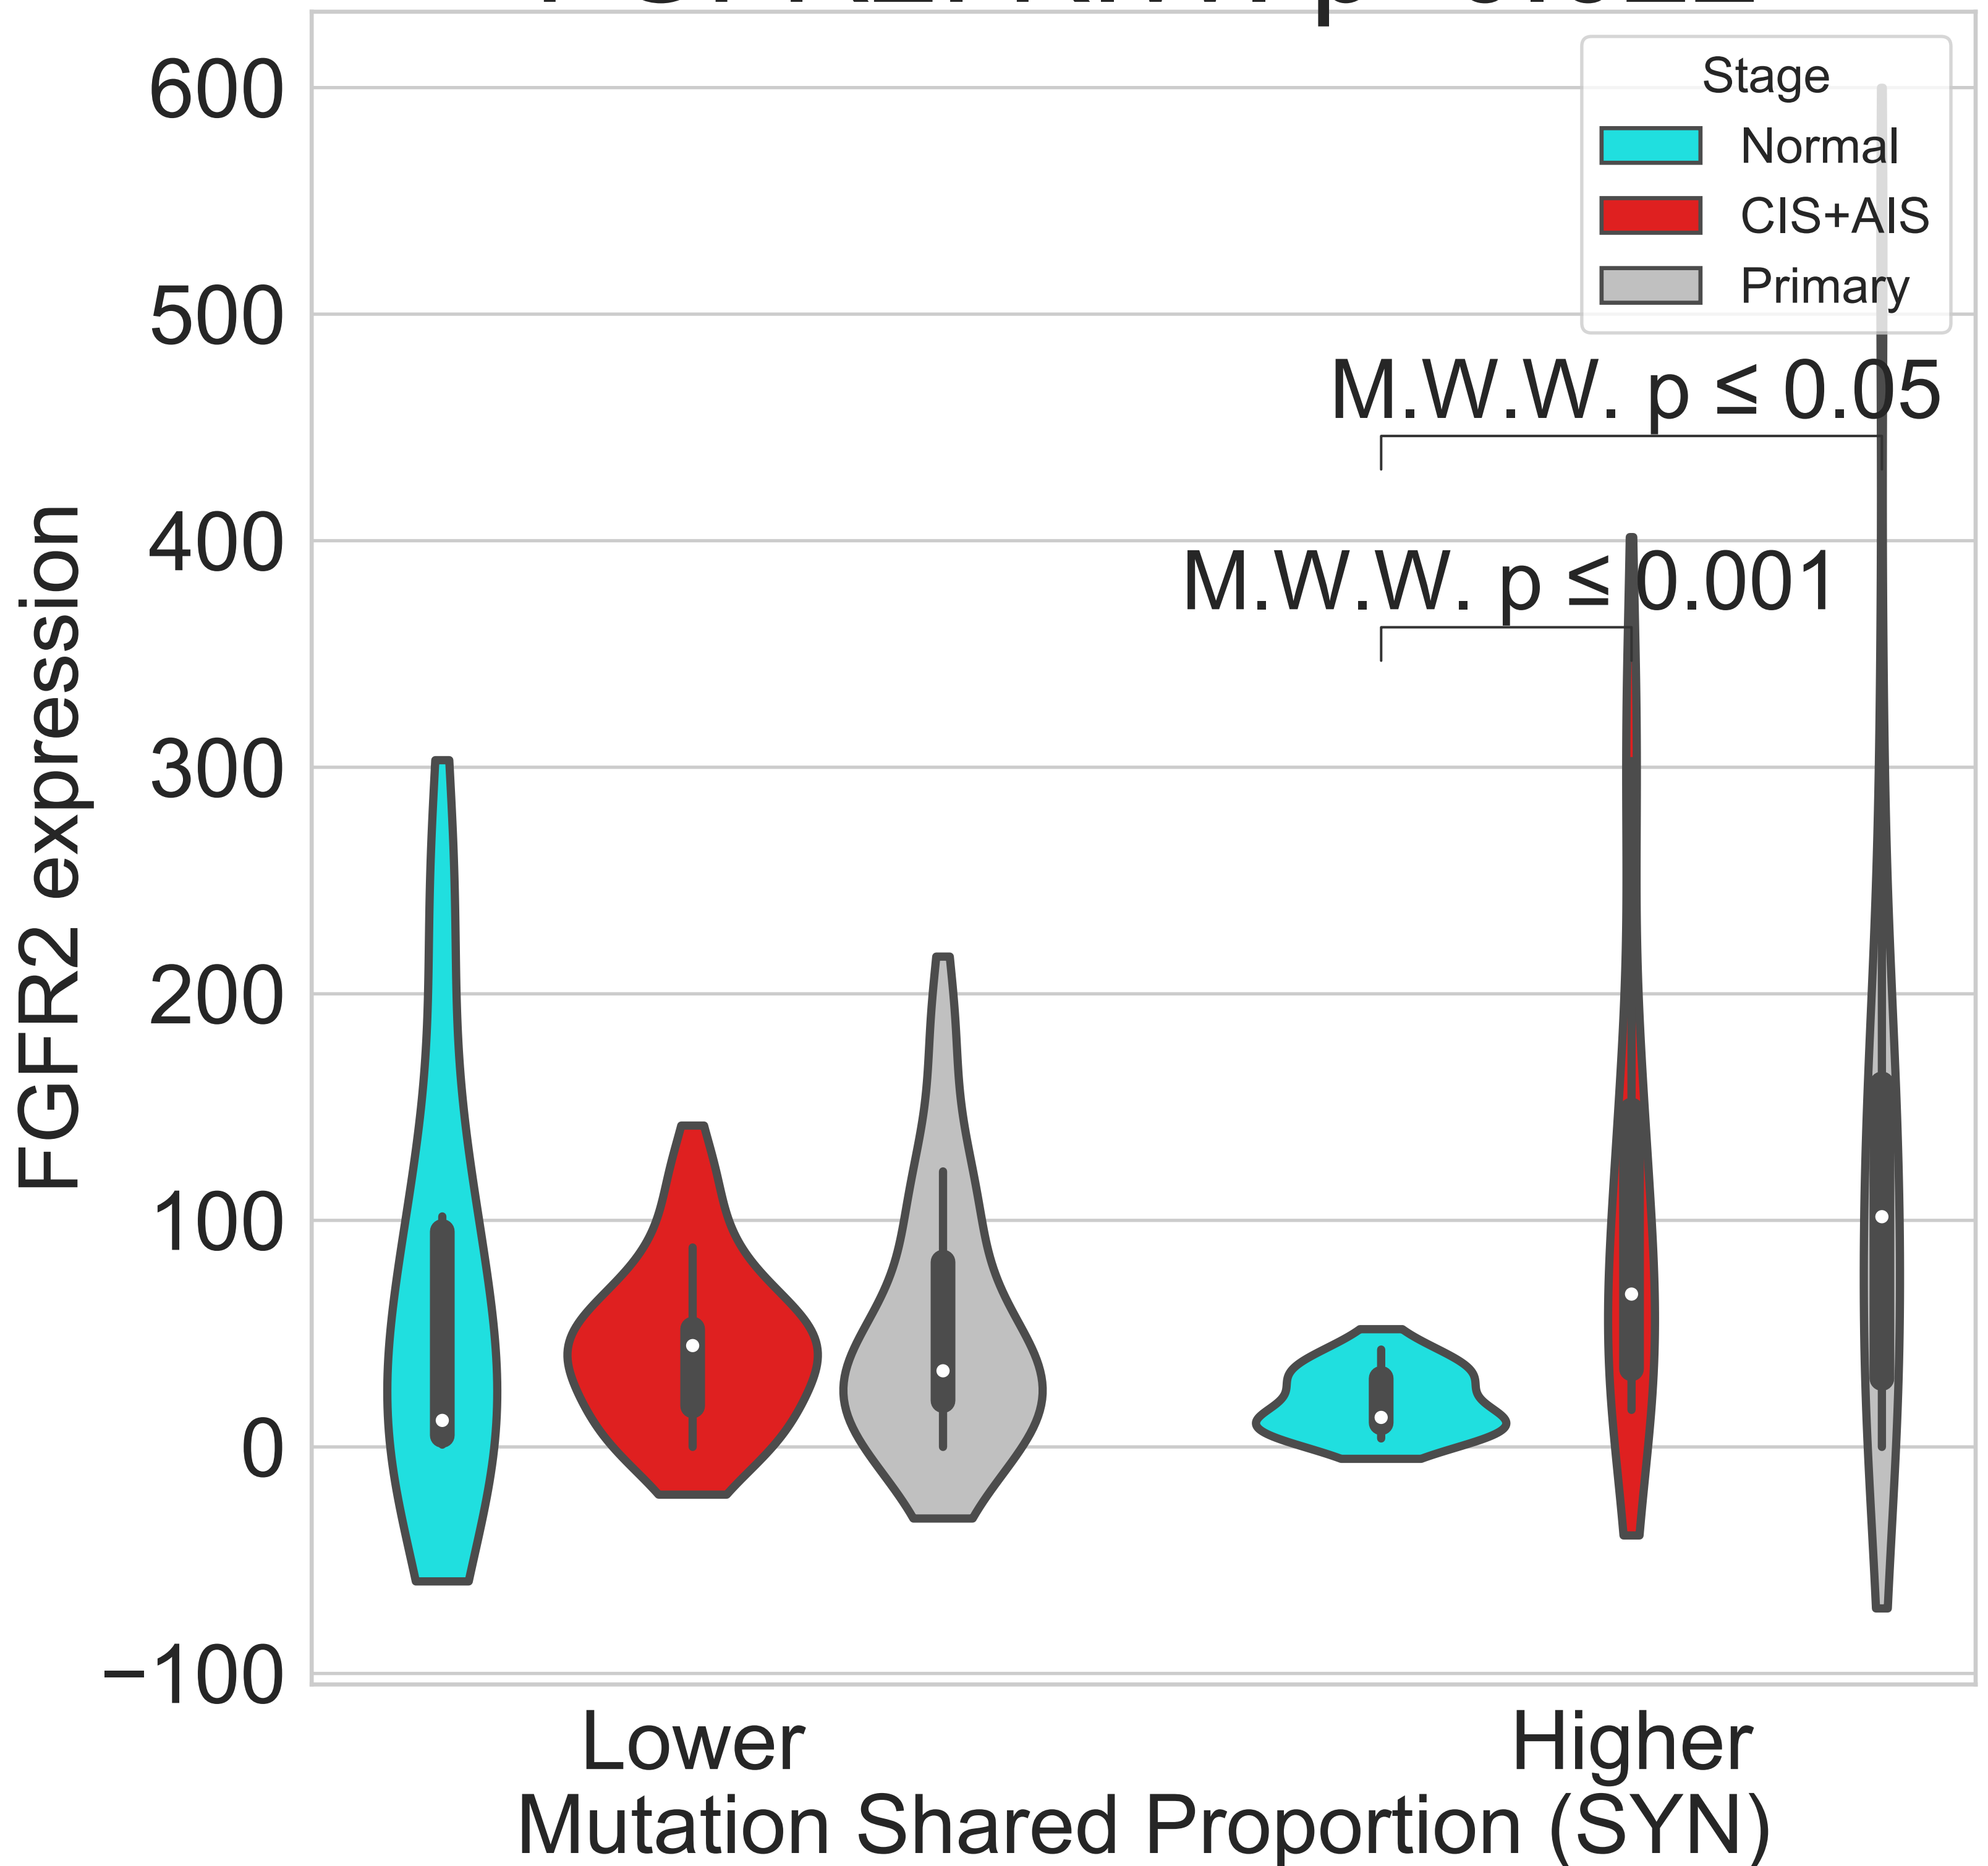 600
500
400
300
200
100
0
−100
FGFR2 expression
Stage
Normal
CIS+AIS
Primary
M.W.W. p ≤ 0.05
M.W.W. p ≤ 0.001
Lower
Higher
Mutation Shared Proportion (SYN)